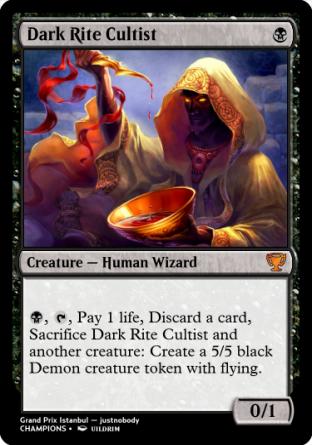 Dark Rite Cultist
Creature — Human Wizard
, , Pay 1 life, Discard a card,
Sacrifice Dark Rite Cultist and
another creature: Create a 5/5 black
Demon creature token with flying.
0/1
Grand Prix Istanbul — justnobody
CHAMPIONS • UILDRIM